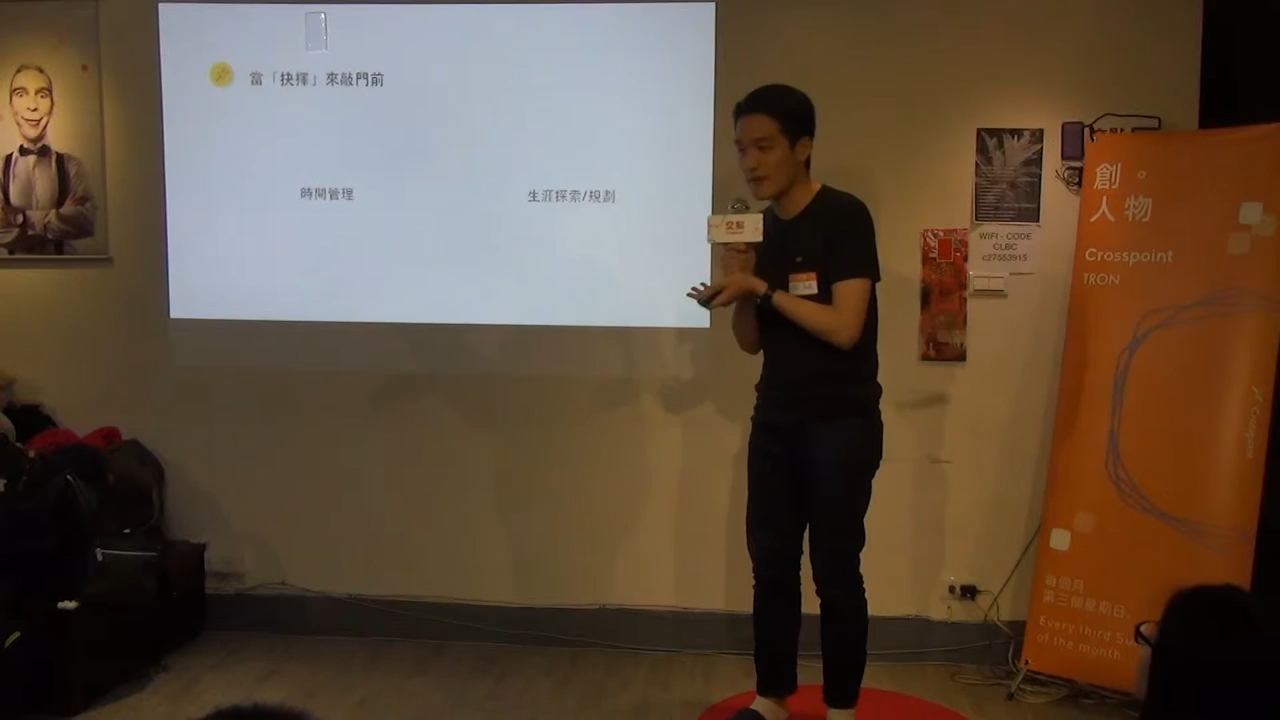 當「抉擇」來敲門前
時間管理
生涯探索/規劃
交點
WIFI - CODE
CLBC
c27553915
創。
人物
Crosspoint
TRON
每個月
第三個星期日。
Every third Su
of the month